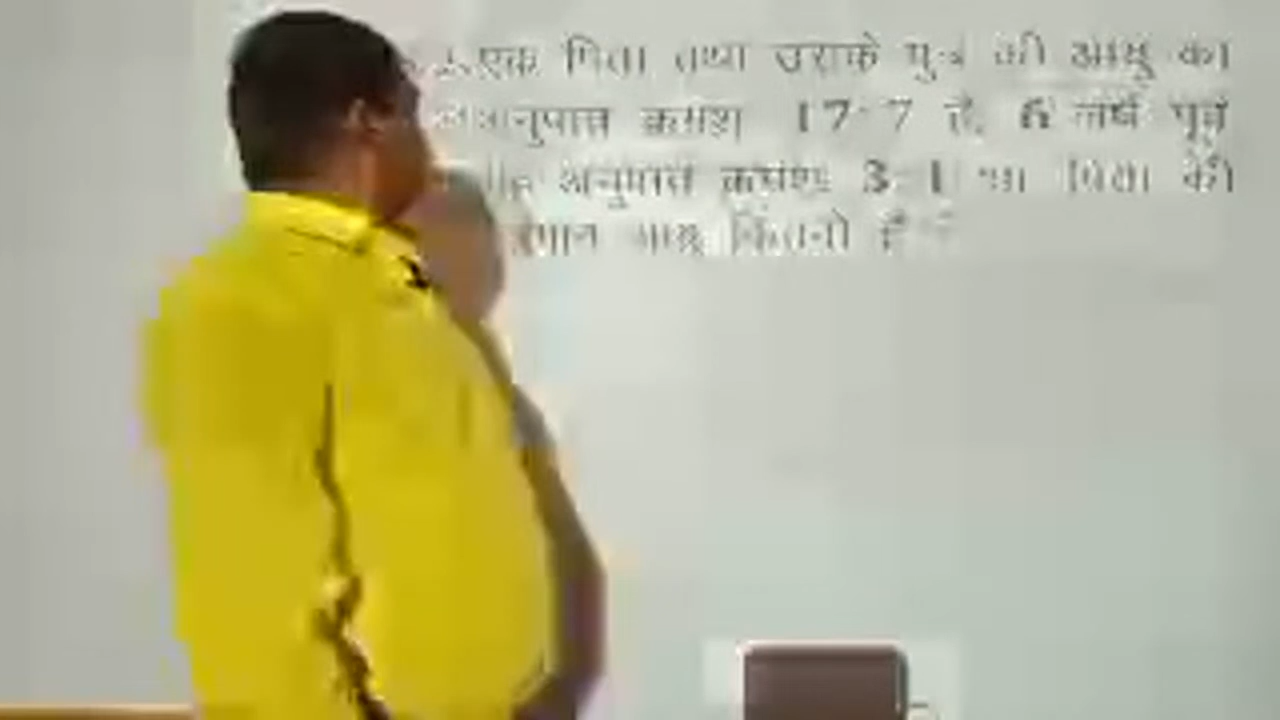 एक पिता तथा उसके पुत्र की आयु का
अनुपात क्रमशः 17:7 है, 6 वर्ष पूर्व
अनुपात क्रमशः 3:1 था पिता की
आयु कितनी है ?